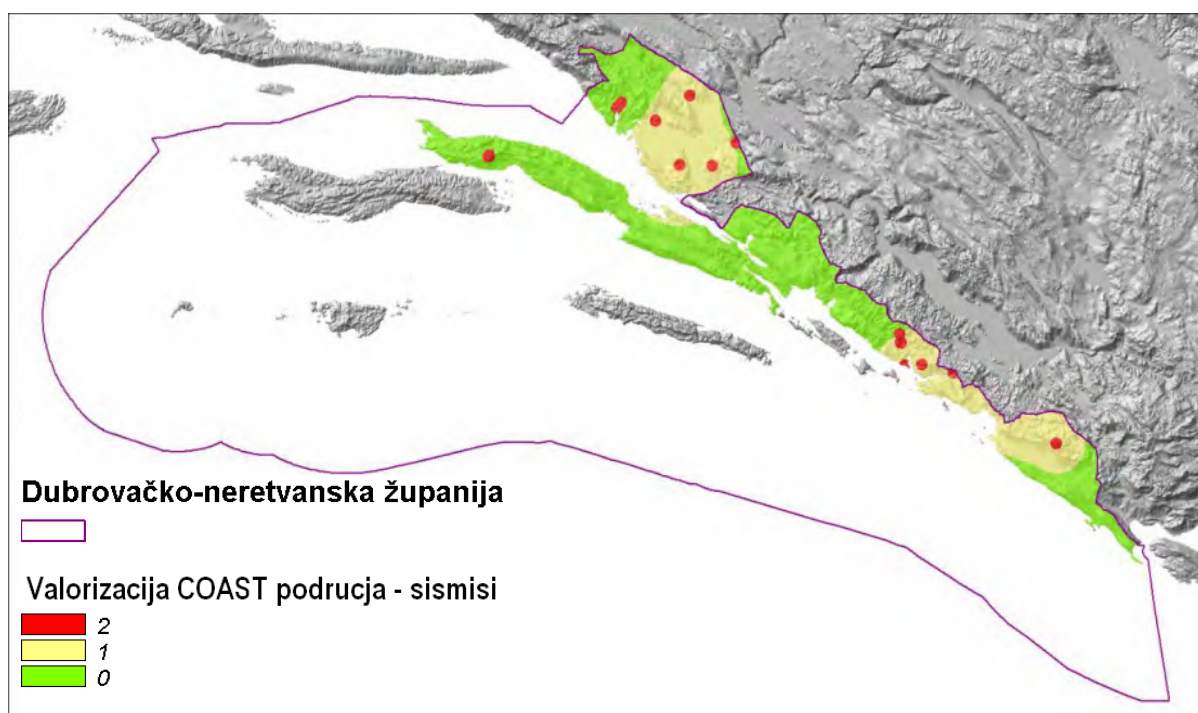 Dubrovačko-neretvanska županija
Valorizacija COAST podrucja - sismisi
2
1
0